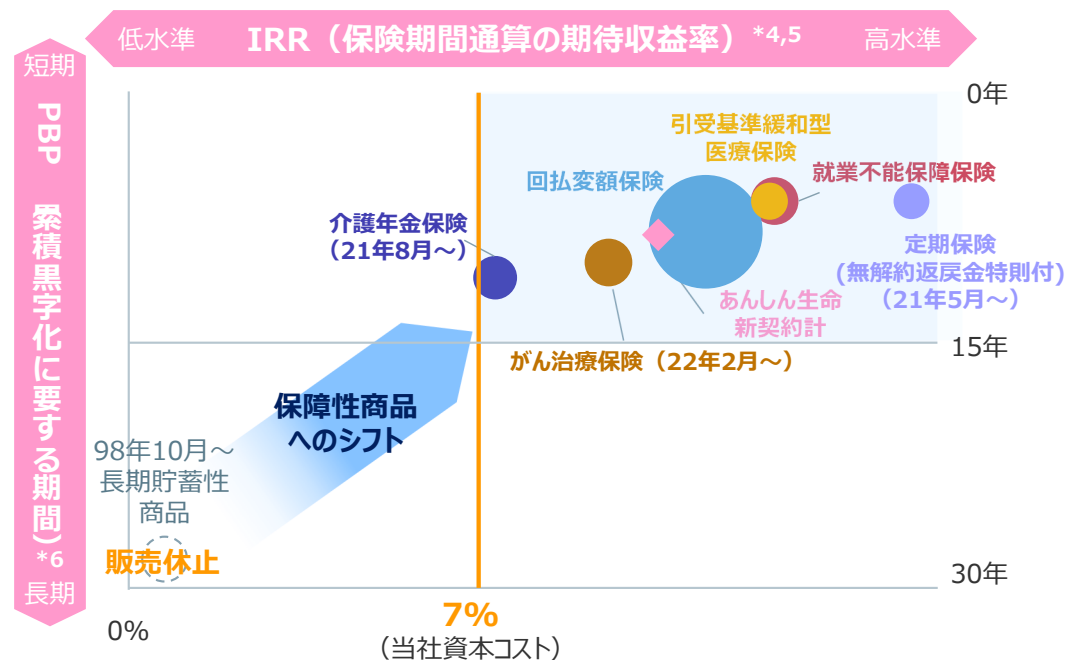 低水準
IRR（保険期間通算の期待収益率）*4,5
高水準
短期
PBP（累積黒字化に要する期間）*6
長期
0年
引受基準緩和型
医療保険
就業不能保障保険
回払変額保険
介護年金保険
（21年8月～）
定期保険
(無解約返戻金特則付)
（21年5月～）
あんしん生命
新契約計
15年
がん治療保険（22年2月～）
保障性商品
へのシフト
98年10月～
長期貯蓄性
商品
販売休止
30年
0%
7%
（当社資本コスト）